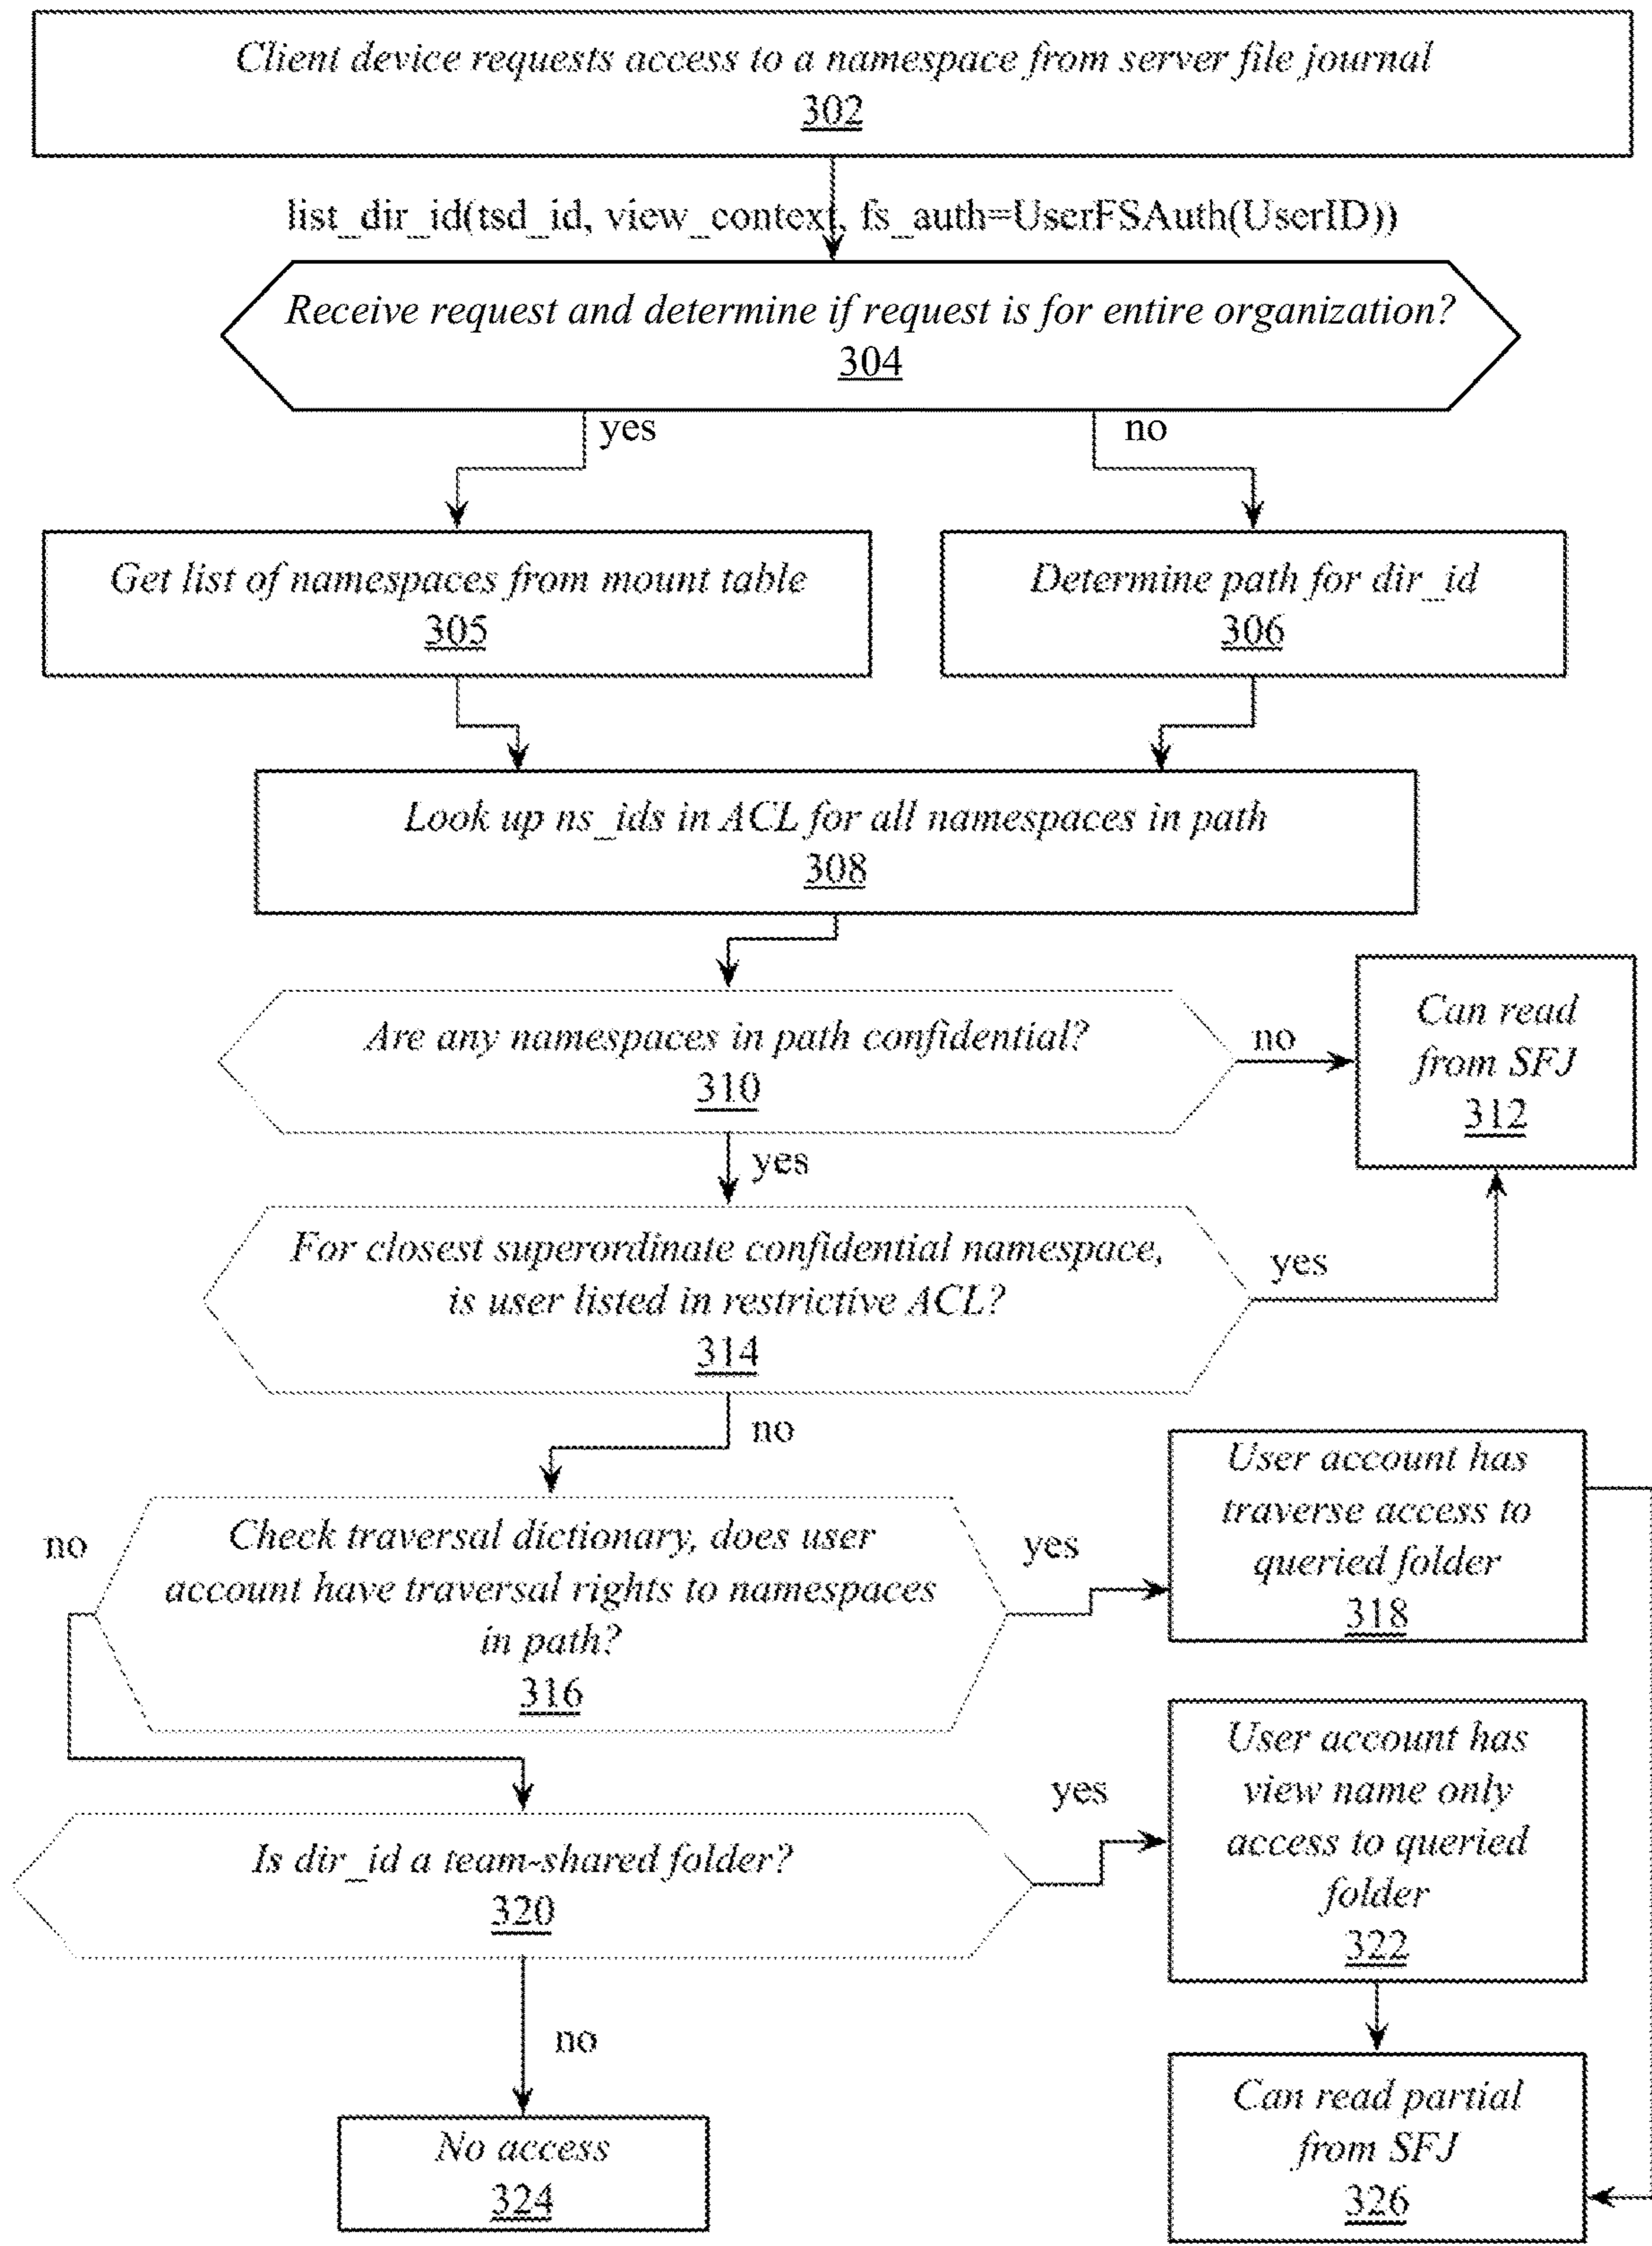 Client device requests access to a namespace from server file journal
302
list_dir_id(tsd_id, view_context, fs_auth=UserFSAuth(UserID))
Receive request and determine if request is for entire organization?
304
yes
no
Get list of namespaces from mount table
305
Determine path for dir_id
306
Look up ns_ids in ACL for all namespaces in path
308
Are any namespaces in path confidential?
310
no
Can read
from SFJ
312
yes
For closest superordinate confidential namespace,
is user listed in restrictive ACL?
314
yes
no
Check traversal dictionary, does user
account have traversal rights to namespaces
in path?
316
no
yes
User account has
traverse access to
queried folder
318
Is dir_id a team-shared folder?
320
yes
User account has
view name only
access to queried
folder
322
no
No access
324
Can read partial
from SFJ
326